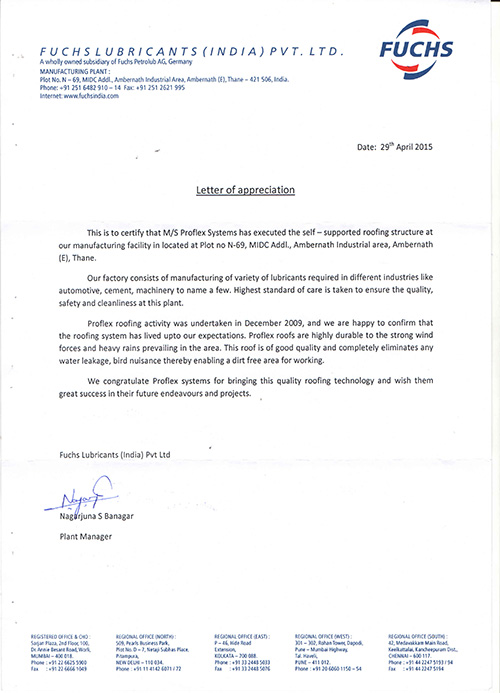 FUCHS LUBRICANTS (INDIA) PVT. LTD.
A wholly owned subsidiary of Fuchs Petrolub AG, Germany
MANUFACTURING PLANT :
Plot No. N – 69, MIDC Addl., Ambernath Industrial Area, Ambernath (E), Thane – 421 506, India.
Phone: +91 251 6482 910 – 14 Fax: +91 251 2621 995
Internet: www.fuchsindia.com
FUCHS
Date: 29th April 2015
Letter of appreciation
This is to certify that M/S Proflex Systems has executed the self – supported roofing structure at
our manufacturing facility in located at Plot no N-69, MIDC Addl., Ambernath Industrial area, Ambernath
(E), Thane.
Our factory consists of manufacturing of variety of lubricants required in different industries like
automotive, cement, machinery to name a few. Highest standard of care is taken to ensure the quality,
safety and cleanliness at this plant.
Proflex roofing activity was undertaken in December 2009, and we are happy to confirm that
the roofing system has lived upto our expectations. Proflex roofs are highly durable to the strong wind
forces and heavy rains prevailing in the area. This roof is of good quality and completely eliminates any
water leakage, bird nuisance thereby enabling a dirt free area for working.
We congratulate Proflex systems for bringing this quality roofing technology and wish them
great success in their future endeavours and projects.
Fuchs Lubricants (India) Pvt Ltd
Nagarjuna S Banagar
Plant Manager
REGISTERED OFFICE & CHO :
Sarjan Plaza, 2nd Floor, 100,
Dr. Annie Besant Road, Worli,
MUMBAI – 400 018.
Phone : +91 22 6625 5900
Fax : +91 22 6666 1049
REGIONAL OFFICE (NORTH) :
509, Pearls Business Park,
Plot No. D – 7, Netaji Subhas Place,
Pitampura,
NEW DELHI – 110 034.
Phone : +91 11 4142 6071 / 72
REGIONAL OFFICE (EAST) :
P – 46, Hide Road
Extension,
KOLKATA – 700 088.
Phone : +91 33 2448 5033
Fax : +91 33 2448 5076
REGIONAL OFFICE (WEST) :
301 – 302, Rohan Tower, Dapodi,
Pune – Mumbai Highway,
Tal. Haveli,
PUNE – 411 012.
Phone : +91 20 6060 1150 – 54
REGIONAL OFFICE (SOUTH) :
42, Medavakkam Main Road,
Keelkattalai, Kancheepuram Dist.,
CHENNAI – 600 117.
Phone : +91 44 2247 5193 / 94
Fax : +91 44 2247 5194